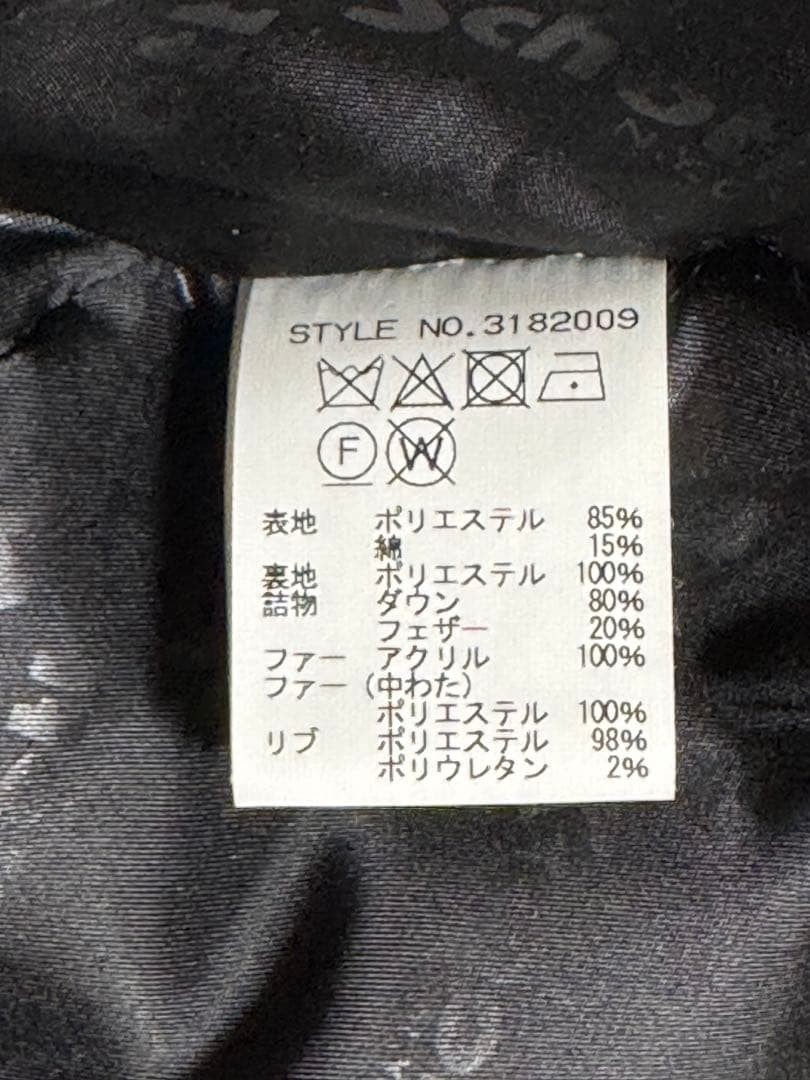 Sch
STYLE NO.3182009
F W
表地 ポリエステル 85%
綿 15%
裏地 ポリエステル 100%
詰物 ダウン 80%
フェザー 20%
ファー アクリル 100%
ファー(中わた)
ポリエステル 100%
リブ ポリエステル 98%
ポリウレタン 2%